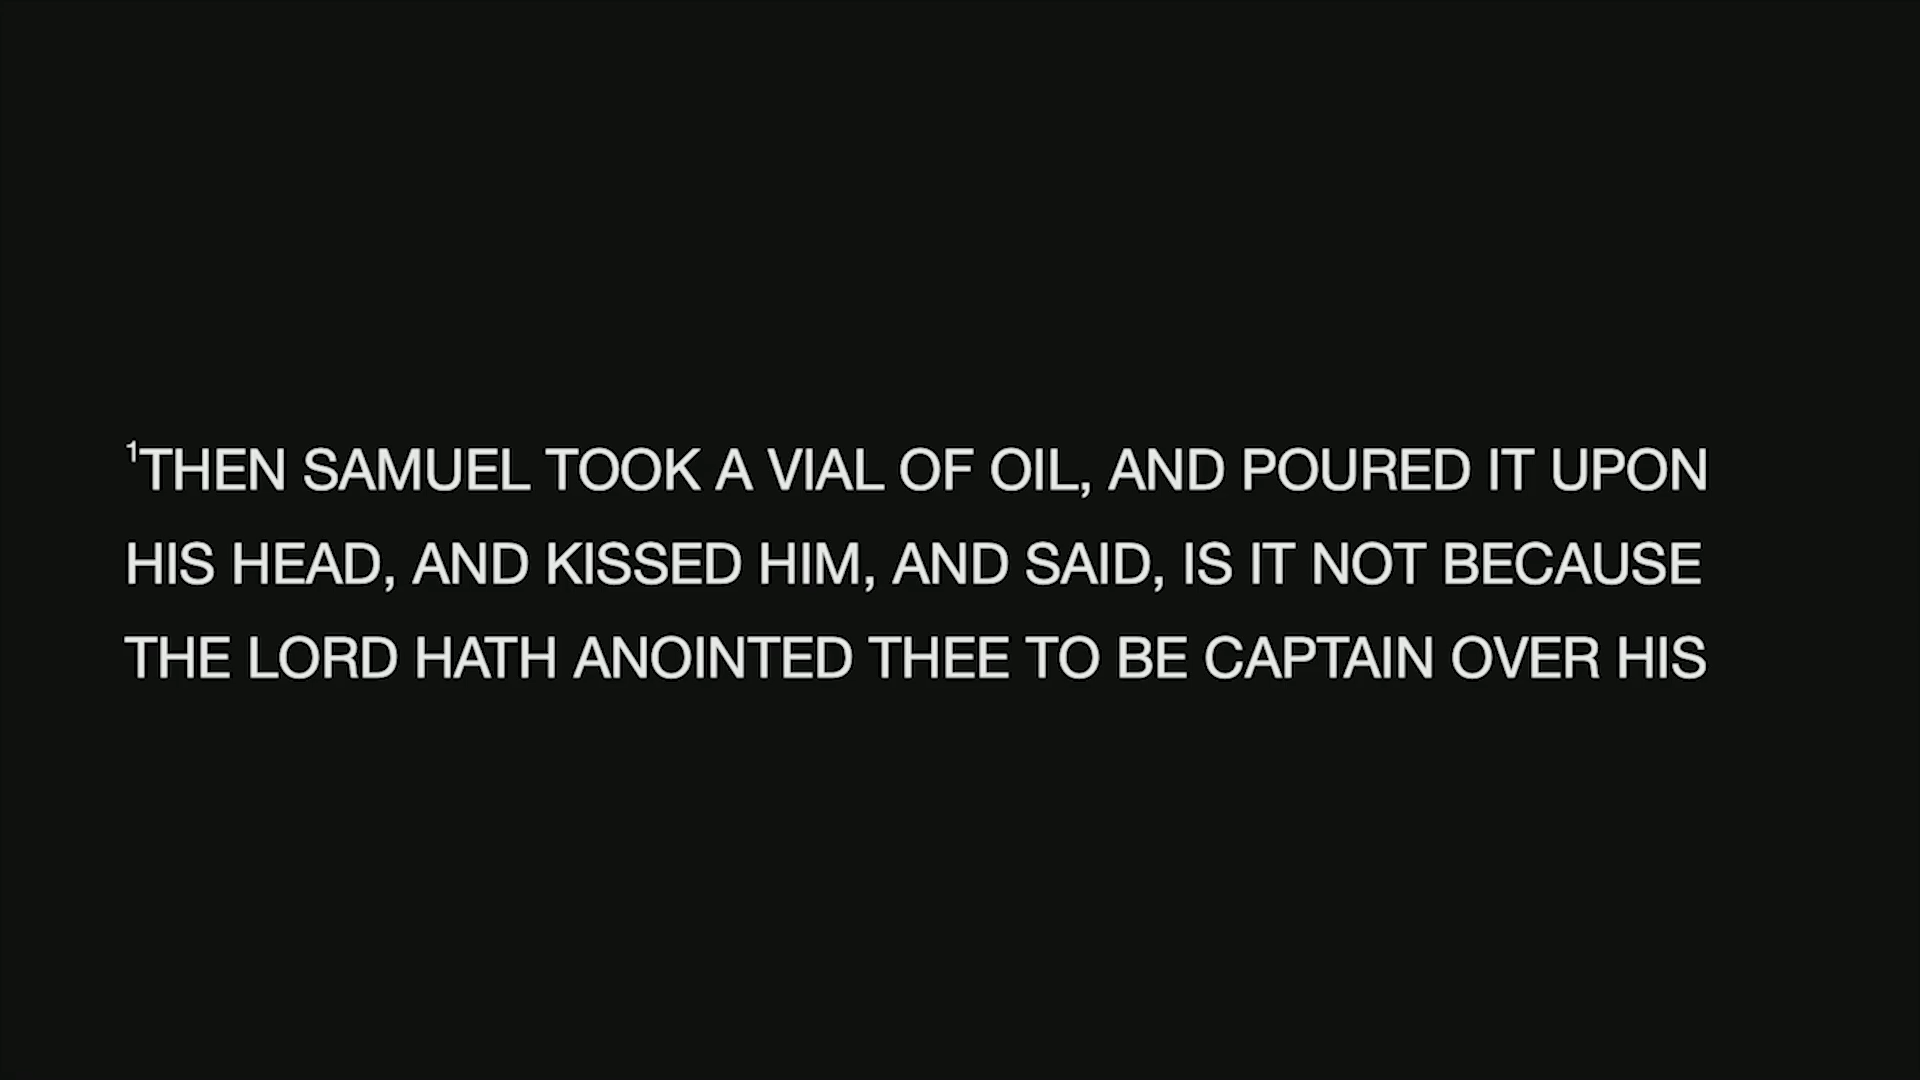 ¹THEN SAMUEL TOOK A VIAL OF OIL, AND POURED IT UPON
HIS HEAD, AND KISSED HIM, AND SAID, IS IT NOT BECAUSE
THE LORD HATH ANOINTED THEE TO BE CAPTAIN OVER HIS